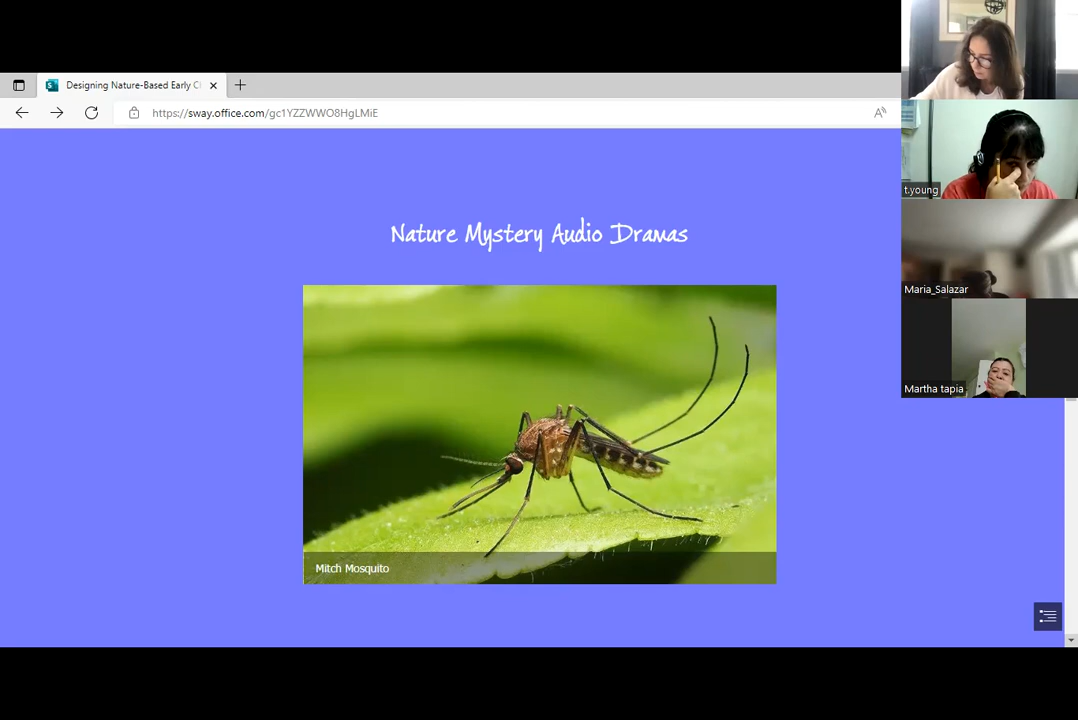 Designing Nature-Based Early C
https://sway.office.com/gc1YZZWWO8HgLMiE
t.young
Maria_Salazar
Martha tapia
Nature Mystery Audio Dramas
Mitch Mosquito